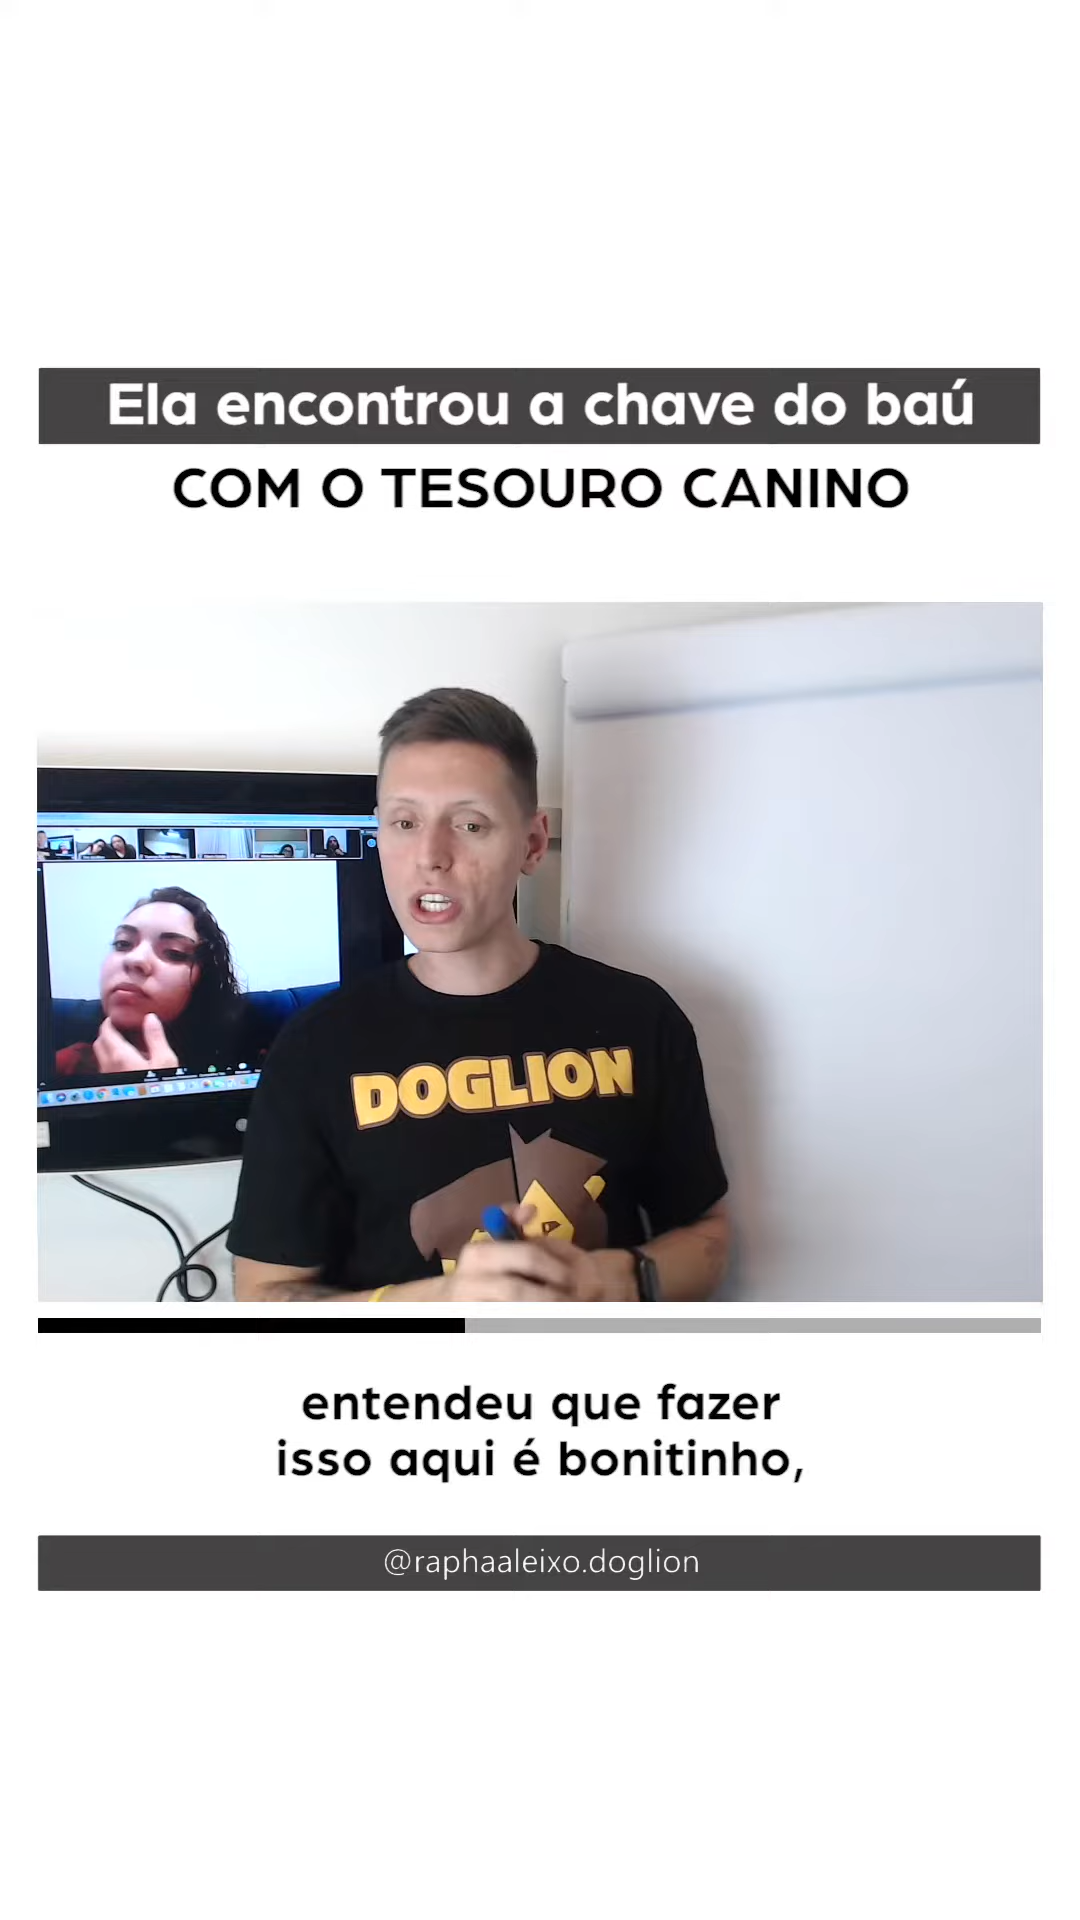 Ela encontrou a chave do baú
COM O TESOURO CANINO
DOGLION
entendeu que fazer
isso aqui é bonitinho,
@raphaaleixo.doglion